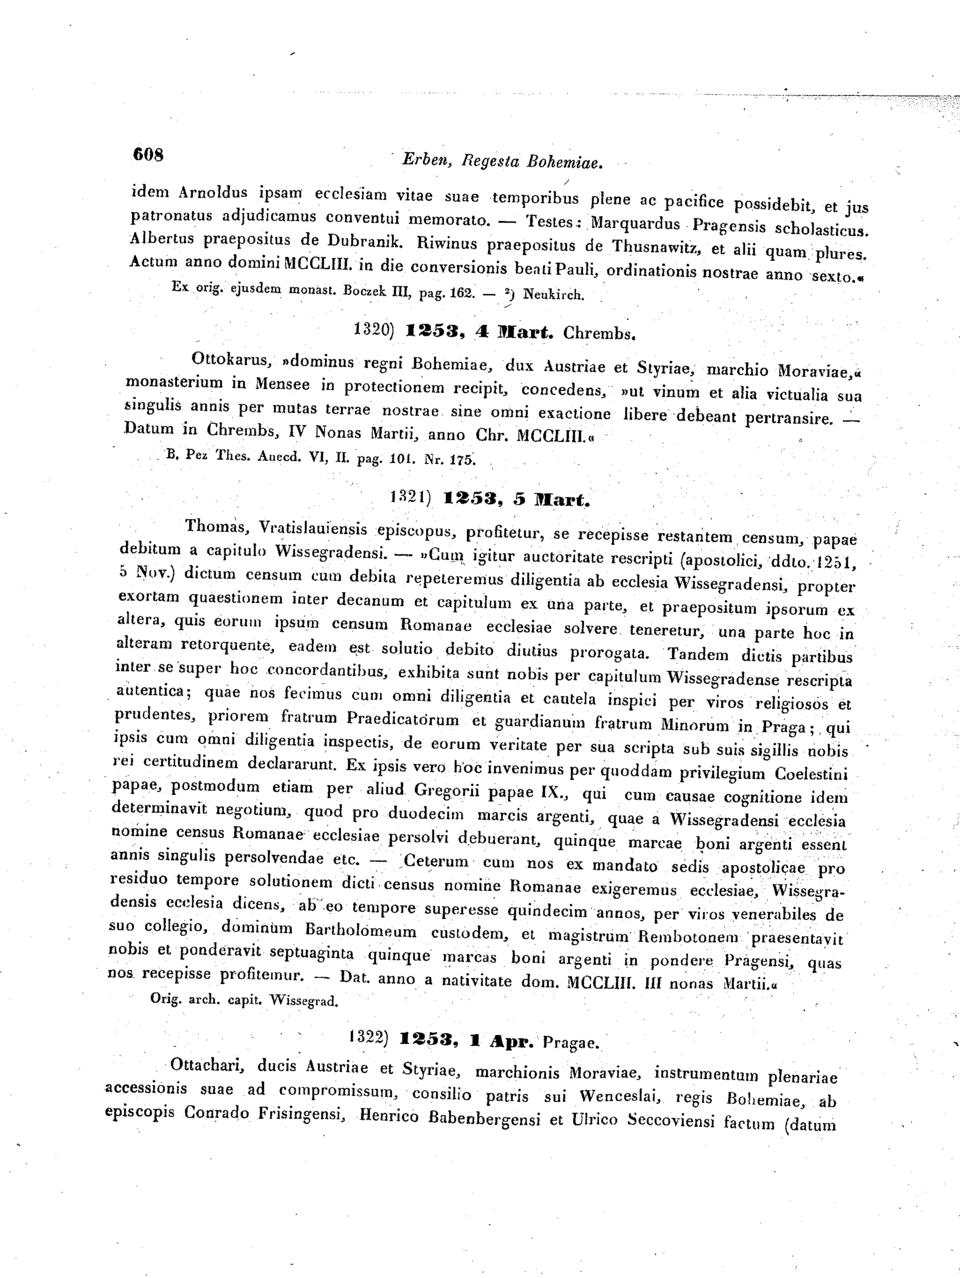 608
Erben, Regesta Bohemiae.
idem Arnoldus ipsam ecclesiam vitae suae temporibus plene ac pacifice possidebit, et jus
patronatus adjudicamus conventui memorato. — Testes: Marquardus Pragensis scholasticus.
Albertus praepositus de Dubranik. Riwinus praepositus de Thusnawitz, et alii quam plures.
Actum anno domini MCCLIII. in die conversionis beati Pauli, ordinationis nostrae anno sexto.«
Ex orig. ejusdem monast. Boczek III, pag. 162. — ²) Neukirch.
1320) 1253, 4 Mart. Chrembs.
Ottokarus, »dominus regni Bohemiae, dux Austriae et Styriae, marchio Moraviae,«
monasterium in Mensee in protectionem recipit, concedens, »ut vinum et alia victualia sua
singulis annis per mutas terrae nostrae sine omni exactione libere debeant pertransire. —
Datum in Chrembs, IV Nonas Martii, anno Chr. MCCLIII.«
B. Pez Thes. Anecd. VI, II. pag. 101. Nr. 175.
1321) 1253, 5 Mart.
Thomas, Vratislauiensis episcopus, profitetur, se recepisse restantem censum, papae
debitum a capitulo Wissegradensi. — »Cum igitur auctoritate rescripti (apostolici, ddto. 1251,
5 Nov.) dictum censum cum debita repeteremus diligentia ab ecclesia Wissegradensi, propter
exortam quaestionem inter decanum et capitulum ex una parte, et praepositum ipsorum ex
altera, quis eorum ipsum censum Romanae ecclesiae solvere teneretur, una parte hoc in
alteram retorquente, eadem est solutio debito diutius prorogata. Tandem dictis partibus
inter se super hoc concordantibus, exhibita sunt nobis per capitulum Wissegradense rescripta
autentica; quae nos fecimus cum omni diligentia et cautela inspici per viros religiosos et
prudentes, priorem fratrum Praedicatorum et guardianum fratrum Minorum in Praga; qui
ipsis cum omni diligentia inspectis, de eorum veritate per sua scripta sub suis sigillis nobis
rei certitudinem declararunt. Ex ipsis vero hoc invenimus per quoddam privilegium Coelestini
papae, postmodum etiam per aliud Gregorii papae IX., qui cum causae cognitione idem
determinavit negotium, quod pro duodecim marcis argenti, quae a Wissegradensi ecclesia
nomine census Romanae ecclesiae persolvi debuerant, quinque marcae boni argenti essent
annis singulis persolvendae etc. — Ceterum cum nos ex mandato sedis apostolicae pro
residuo tempore solutionem dicti census nomine Romanae exigeremus ecclesiae, Wissegra-
densis ecclesia dicens, ab eo tempore superesse quindecim annos, per viros venerabiles de
suo collegio, dominum Bartholomeum custodem, et magistrum Rembotonem praesentavit
nobis et ponderavit septuaginta quinque marcas boni argenti in pondere Pragensi, quas
nos recepisse profitemur. — Dat. anno a nativitate dom. MCCLIII. III nonas Martii.«
Orig. arch. capit. Wissegrad.
1322) 1253, 1 Apr. Pragae.
Ottachari, ducis Austriae et Styriae, marchionis Moraviae, instrumentum plenariae
accessionis suae ad compromissum, consilio patris sui Wenceslai, regis Bohemiae, ab
episcopis Conrado Frisingensi, Henrico Babenbergensi et Ulrico Seccoviensi factum (datum